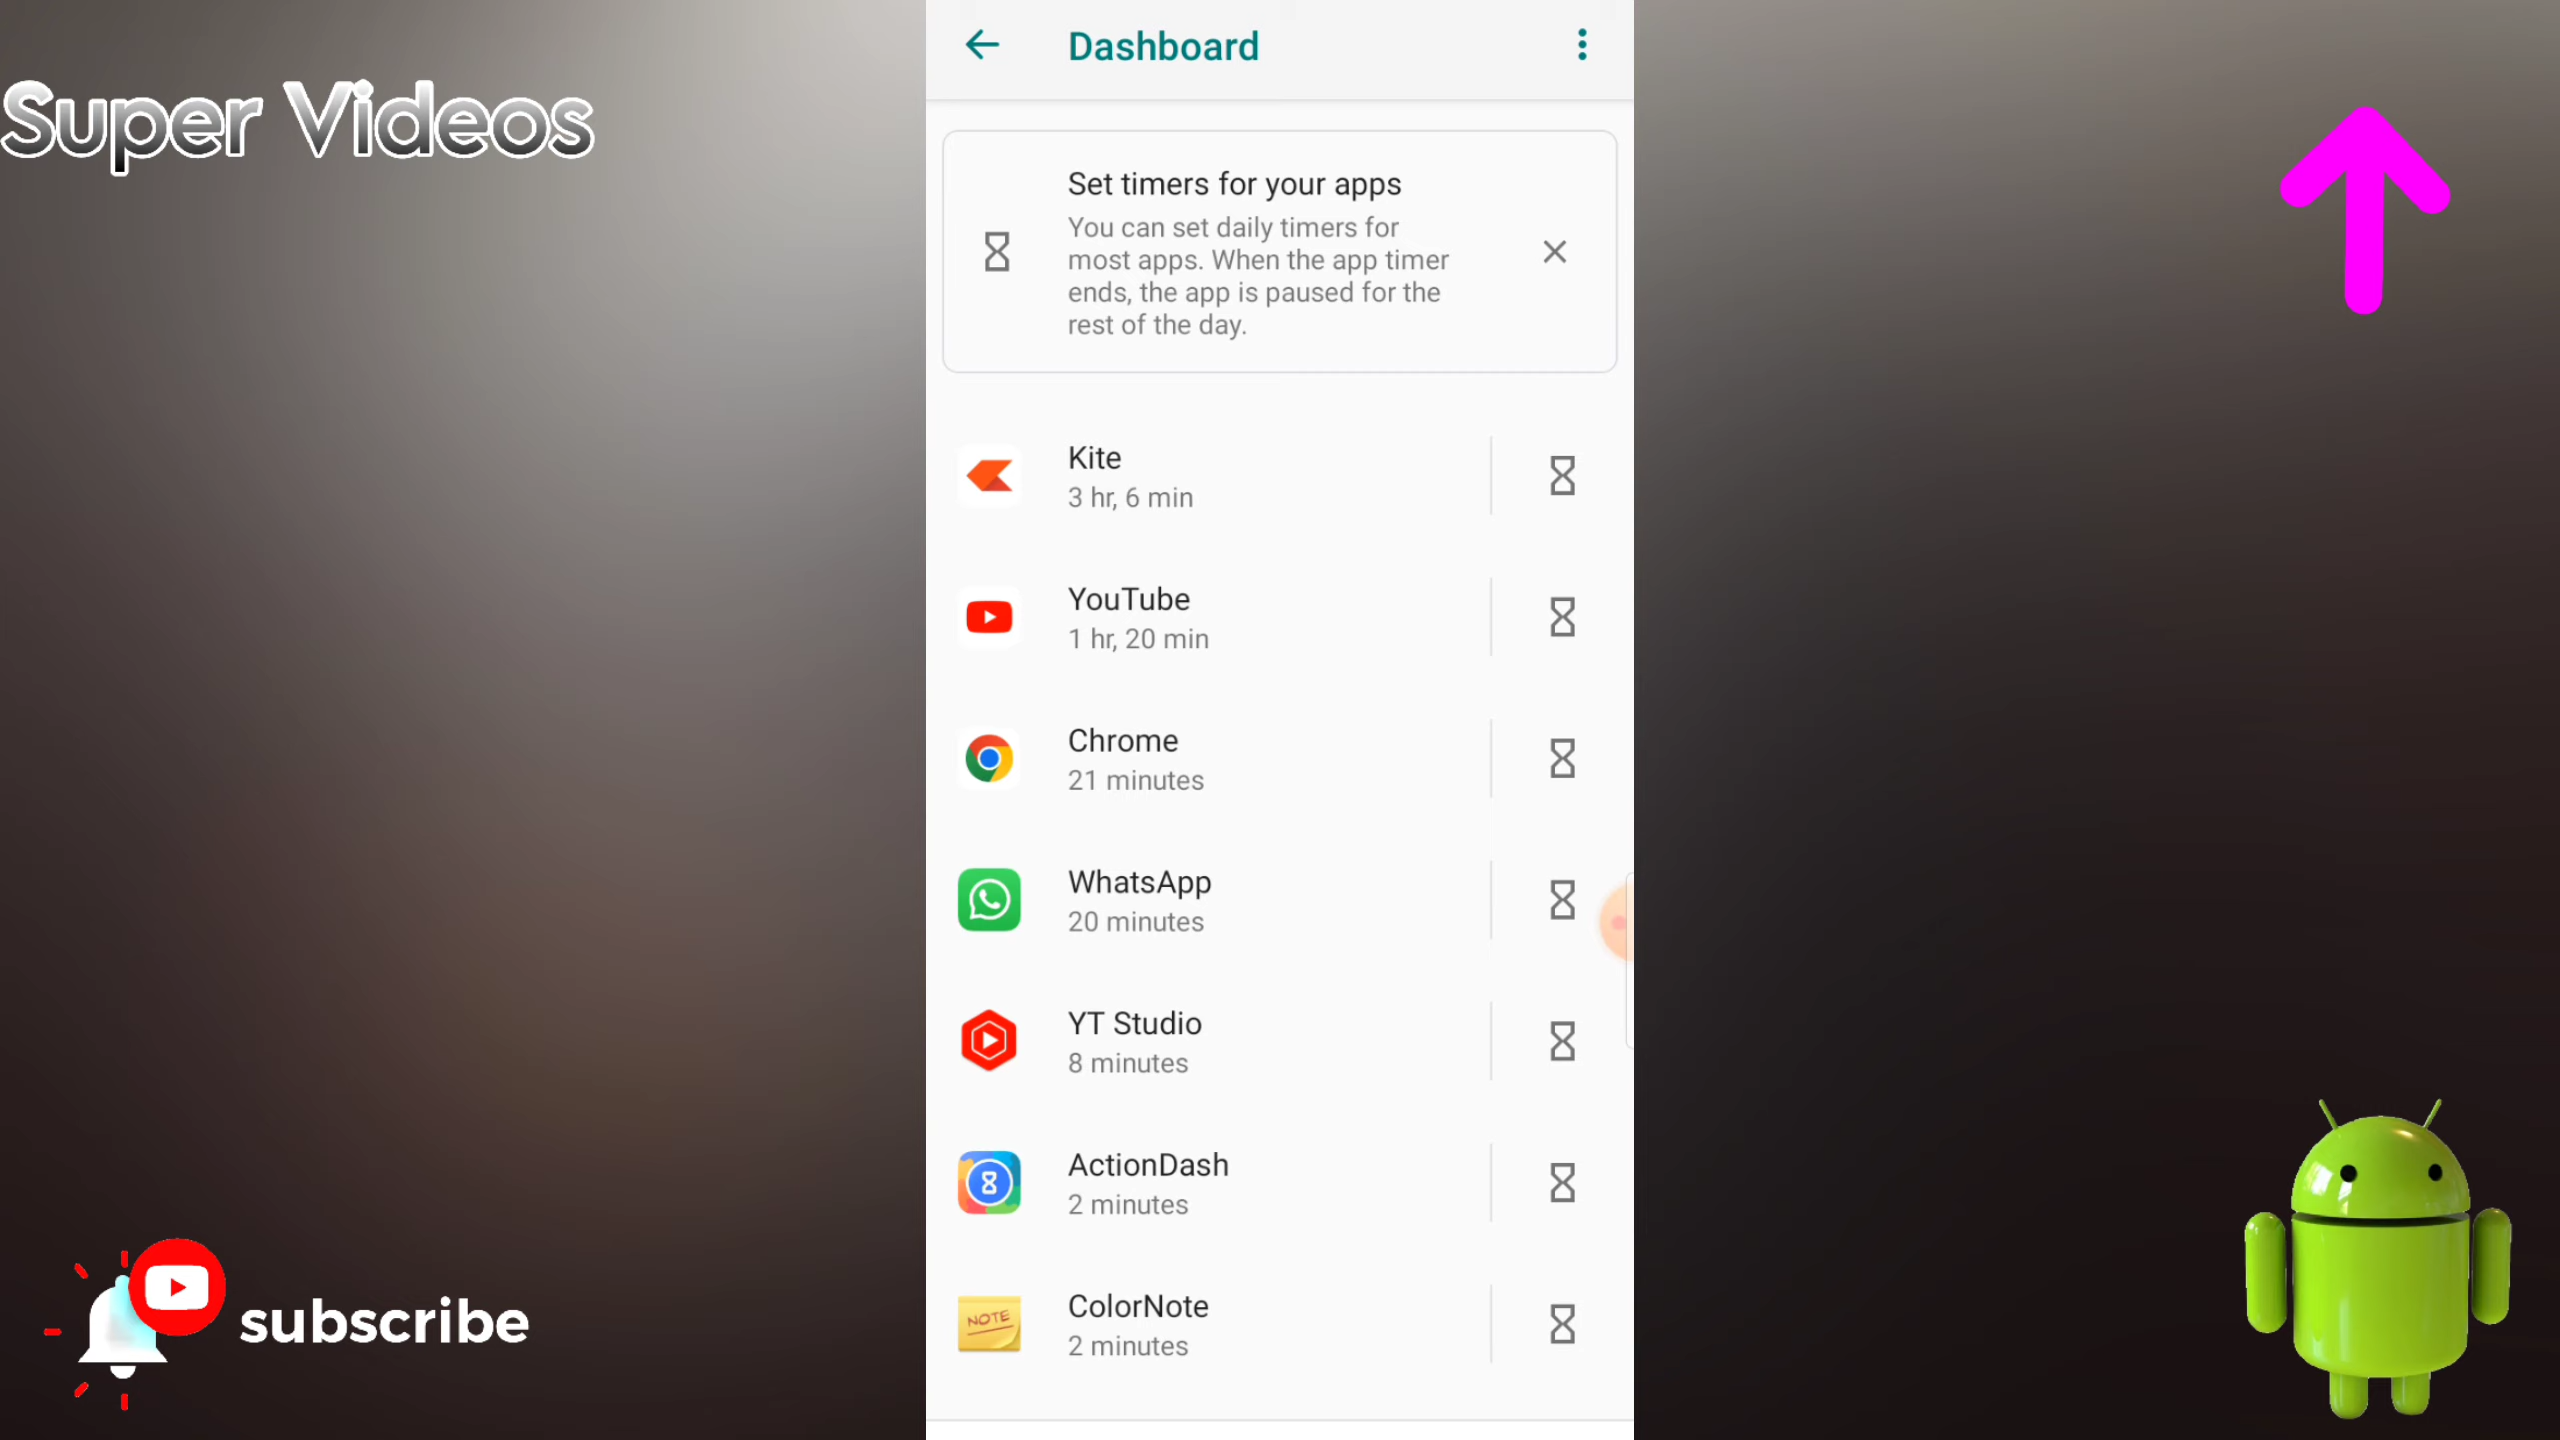 Super Videos
Dashboard
Set timers for your apps
You can set daily timers for
most apps. When the app timer
ends, the app is paused for the
rest of the day.
Kite
3 hr, 6 min
YouTube
1 hr, 20 min
Chrome
21 minutes
WhatsApp
20 minutes
YT Studio
8 minutes
ActionDash
2 minutes
NOTE
ColorNote
2 minutes
subscribe